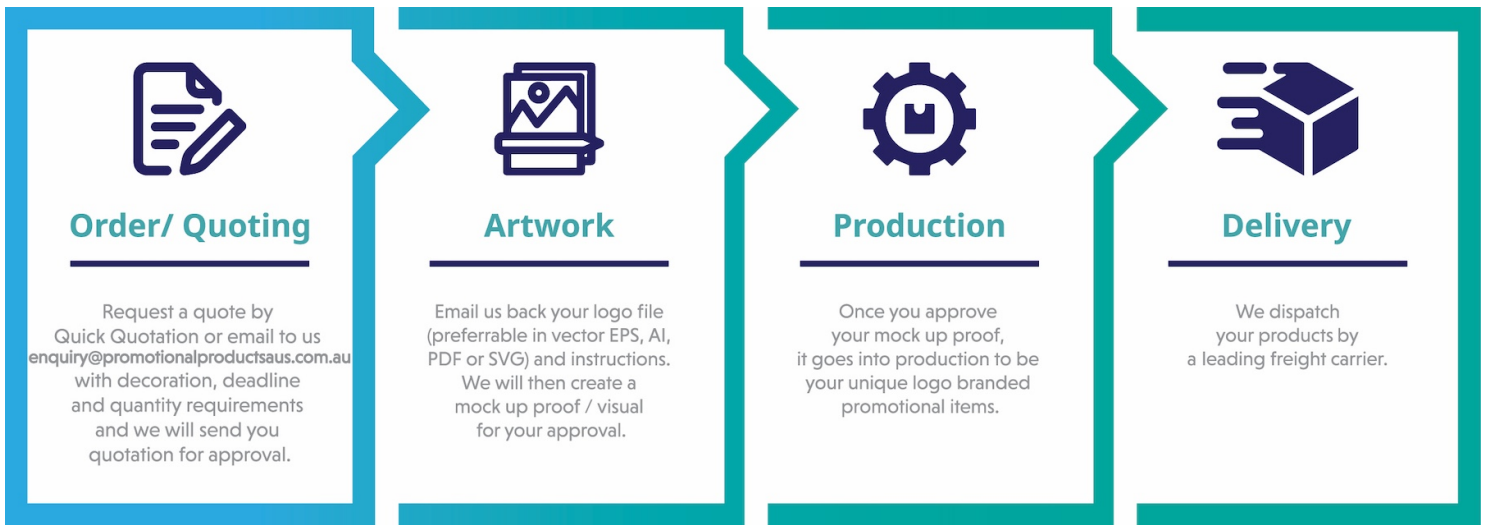 Order/ Quoting
Request a quote by
Quick Quotation or email to us
enquiry@promotionalproductsaus.com.au
with decoration, deadline
and quantity requirements
and we will send you
quotation for approval.
Artwork
Email us back your logo file
(preferrable in vector EPS, AI,
PDF or SVG) and instructions.
We will then create a
mock up proof / visual
for your approval.
Production
Once you approve
your mock up proof,
it goes into production to be
your unique logo branded
promotional items.
Delivery
We dispatch
your products by
a leading freight carrier.